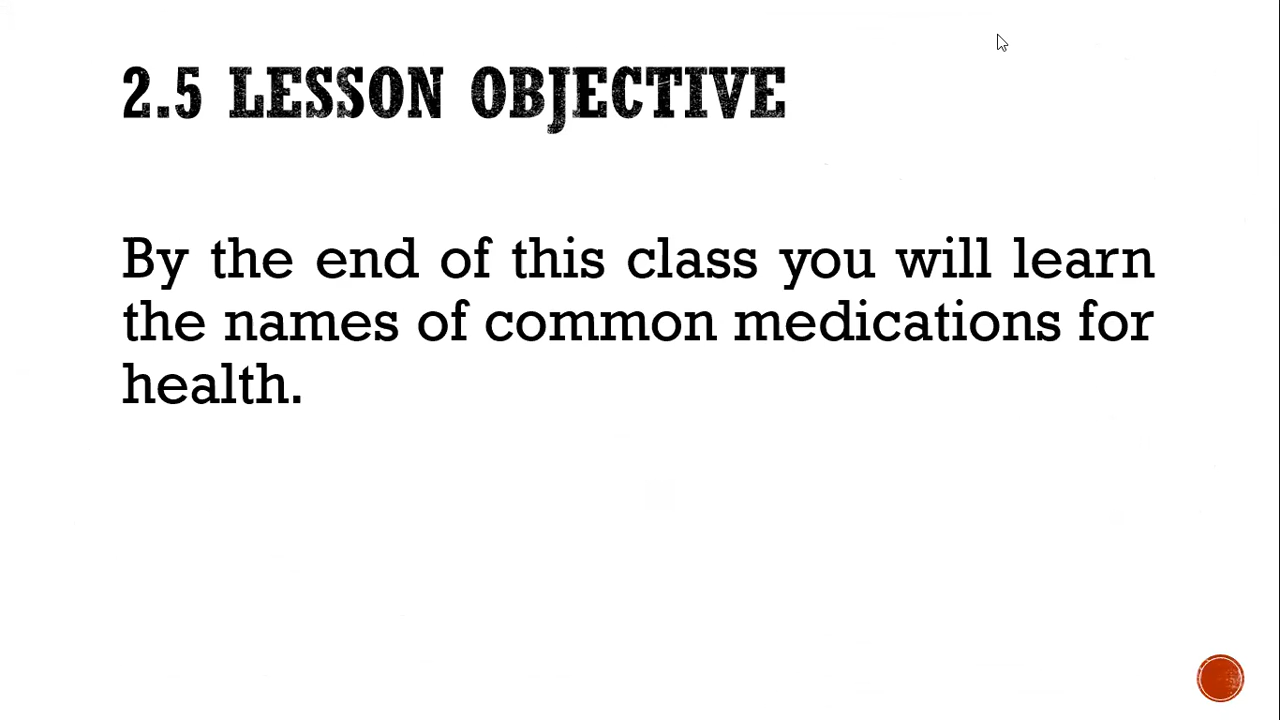 2.5 LESSON OBJECTIVE
By the end of this class you will learn
the names of common medications for
health.